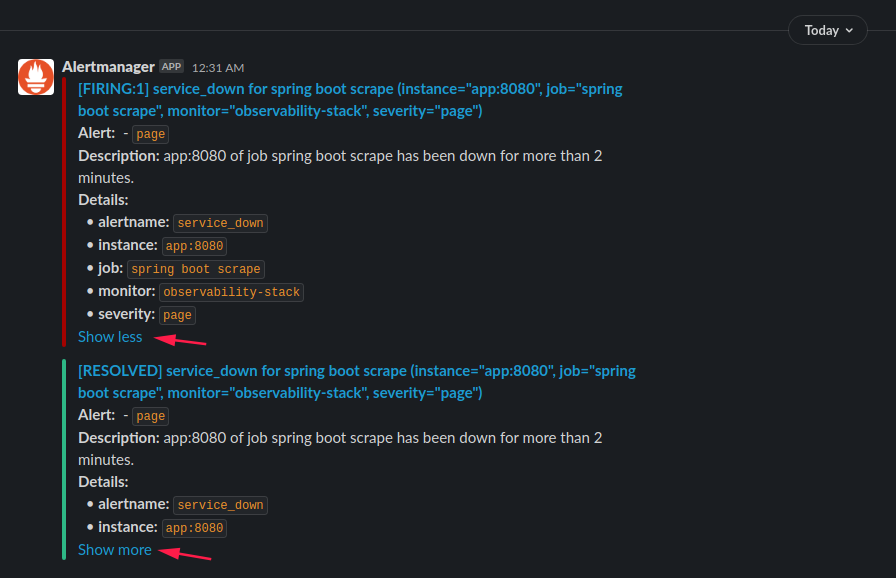 Today
Alertmanager APP 12:31 AM
[FIRING:1] service_down for spring boot scrape (instance="app:8080", job="spring
boot scrape", monitor="observability-stack", severity="page")
Alert: - page
Description: app:8080 of job spring boot scrape has been down for more than 2
minutes.
Details:
• alertname: service_down
• instance: app:8080
• job: spring boot scrape
• monitor: observability-stack
• severity: page
Show less
[RESOLVED] service_down for spring boot scrape (instance="app:8080", job="spring
boot scrape", monitor="observability-stack", severity="page")
Alert: - page
Description: app:8080 of job spring boot scrape has been down for more than 2
minutes.
Details:
• alertname: service_down
• instance: app:8080
Show more